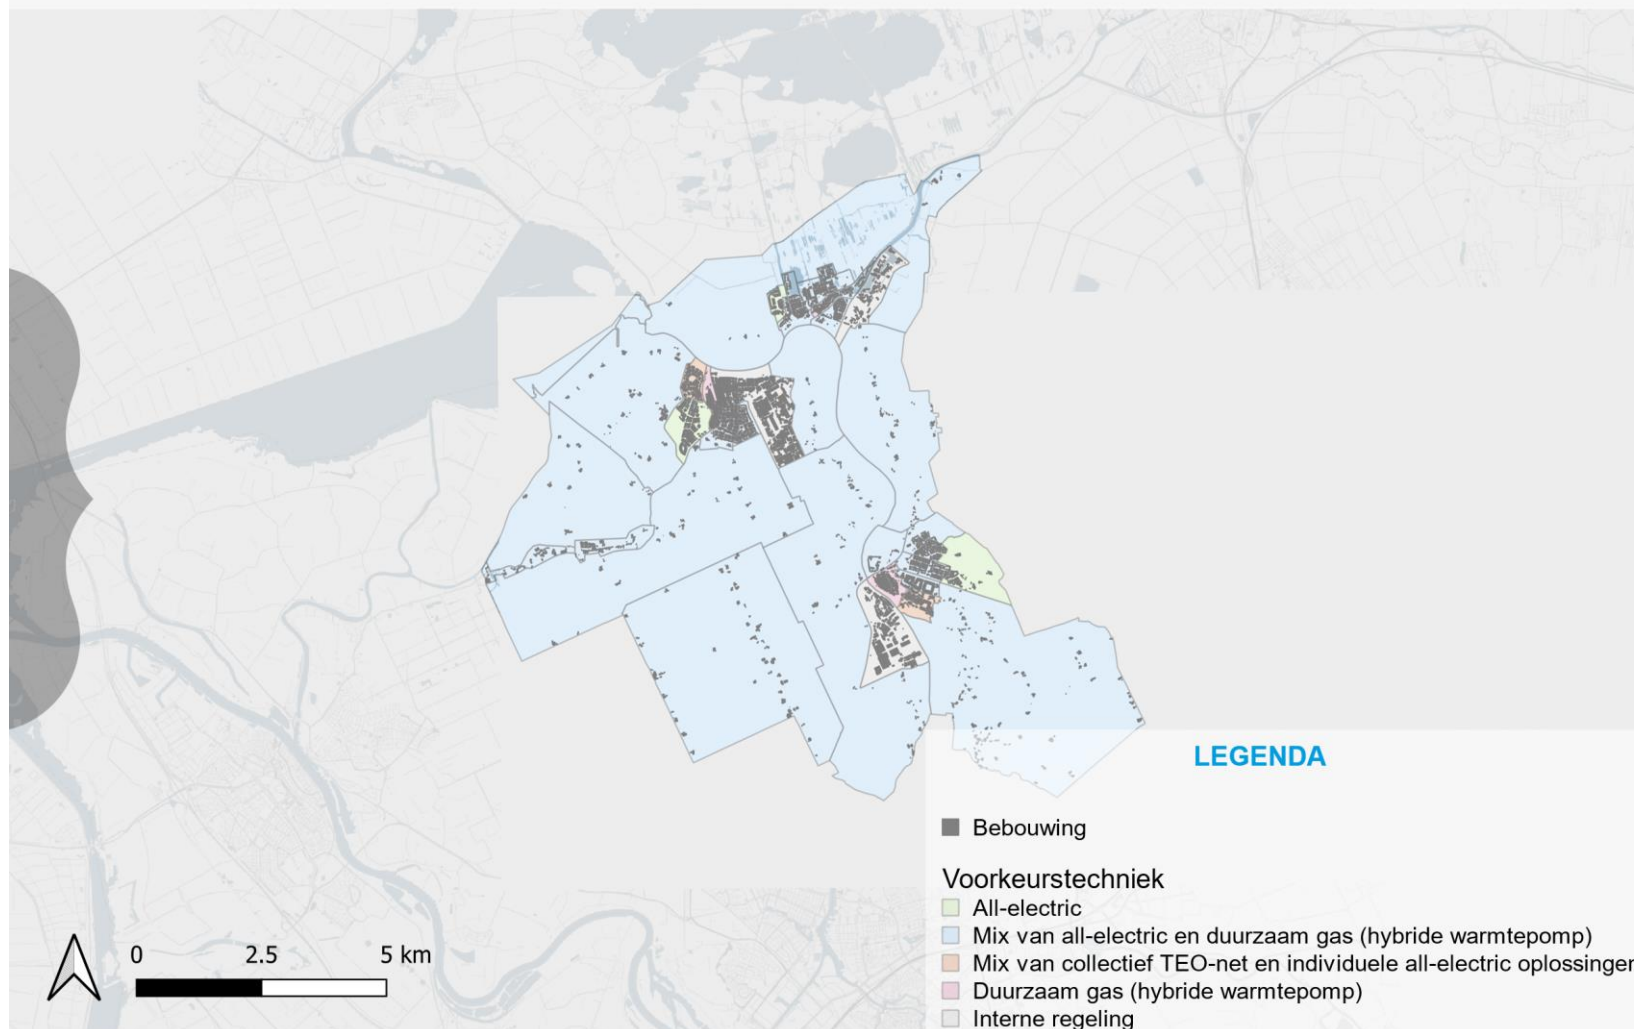 LEGENDA
Bebouwing
Voorkeurstechniek
All-electric
Mix van all-electric en duurzaam gas (hybride warmtepomp)
Mix van collectief TEO-net en individuele all-electric oplossingen
Duurzaam gas (hybride warmtepomp)
Interne regeling
0 2.5 5 km